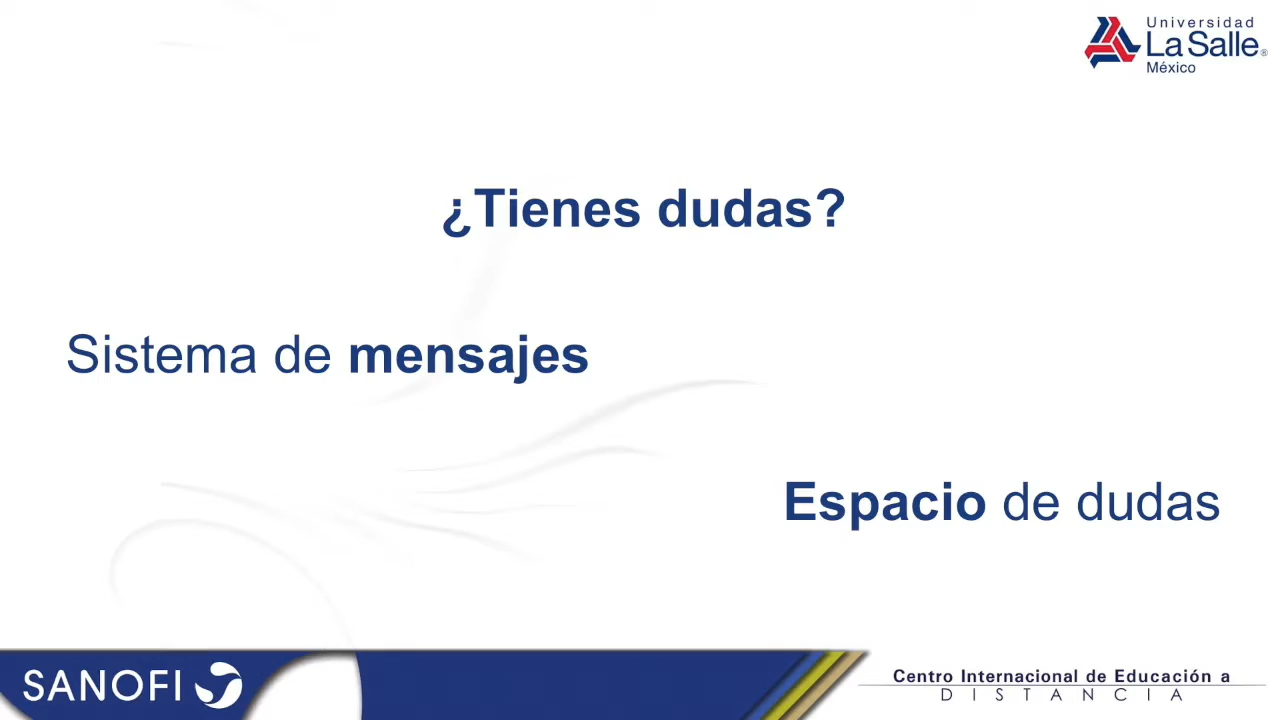 Universidad
La Salle®
México
¿Tienes dudas?
Sistema de mensajes
Espacio de dudas
SANOFI
Centro Internacional de Educación a
DISTANCIA